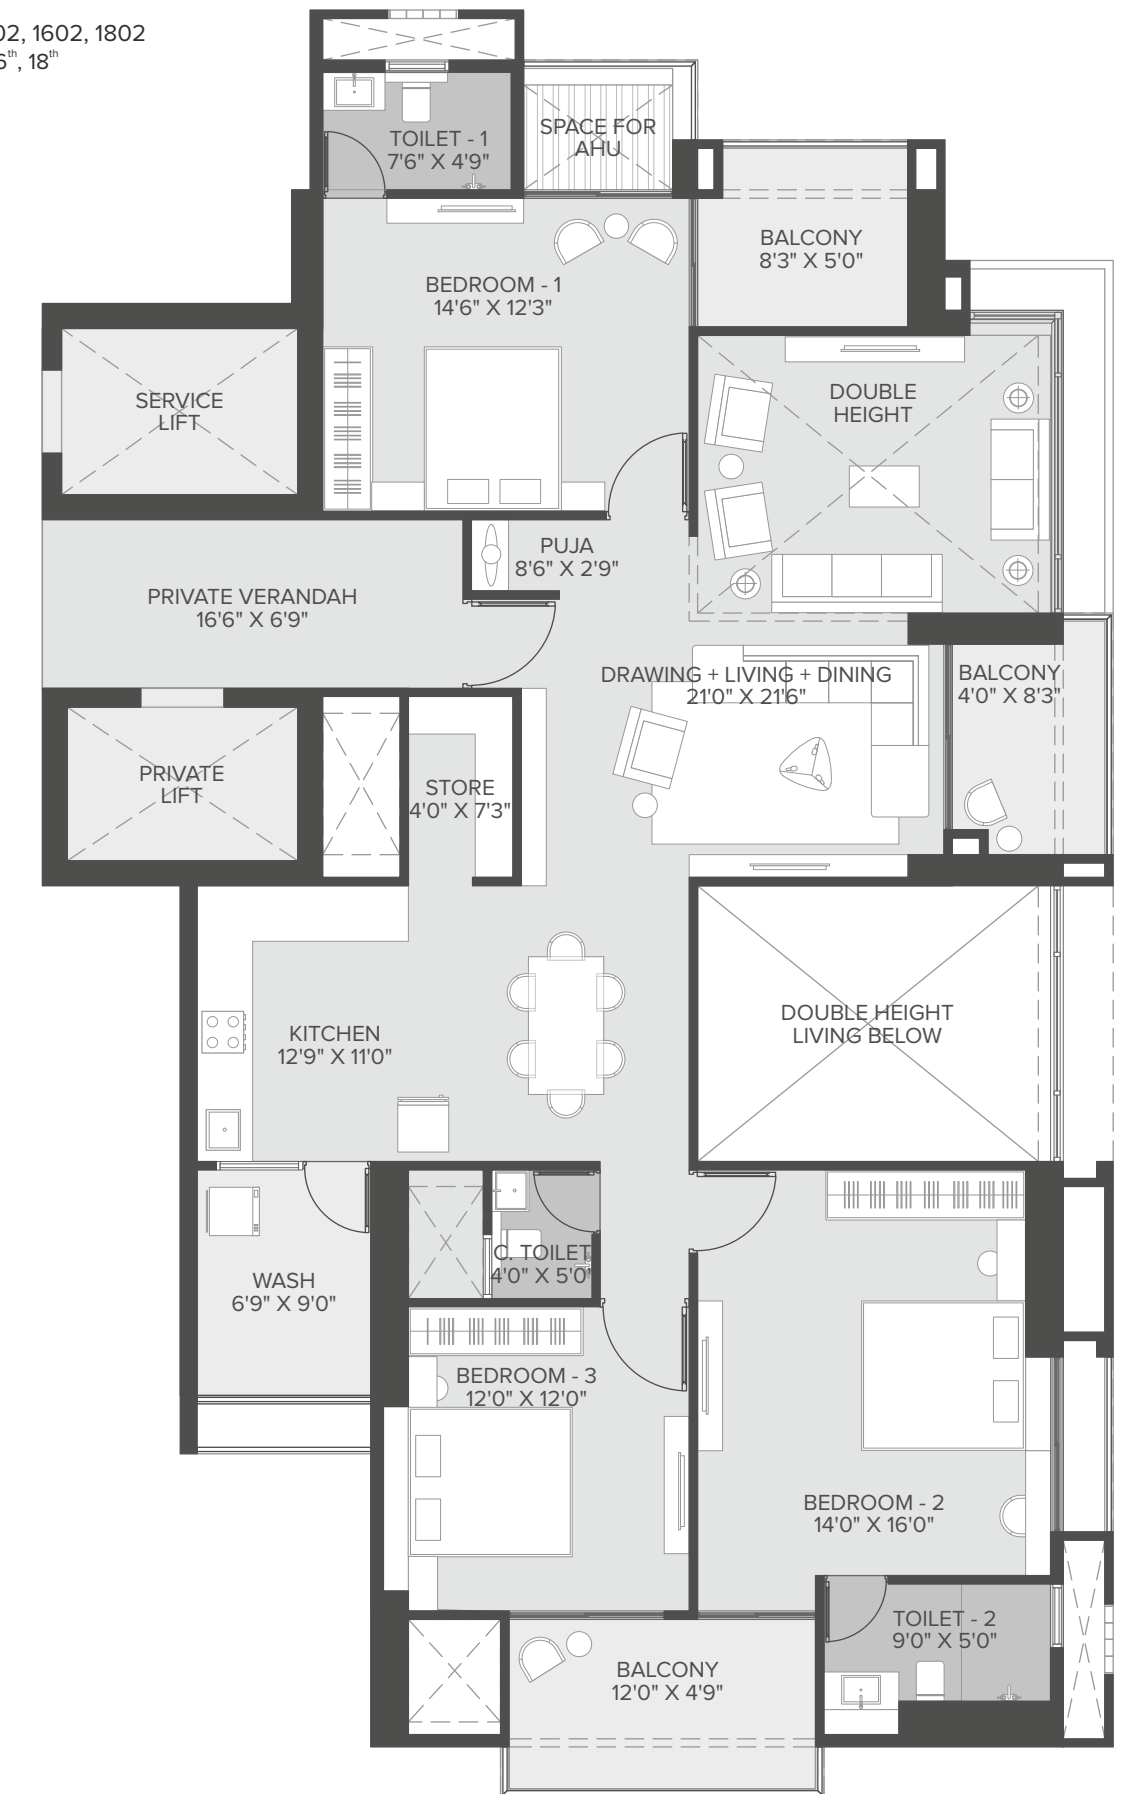 02, 1602, 1802
6th, 18th
TOILET - 1
7'6" X 4'9"
SPACE FOR
AHU
BALCONY
8'3" X 5'0"
BEDROOM - 1
14'6" X 12'3"
SERVICE
LIFT
DOUBLE
HEIGHT
PUJA
8'6" X 2'9"
PRIVATE VERANDAH
16'6" X 6'9"
DRAWING + LIVING + DINING
21'0" X 21'6"
BALCONY
4'0" X 8'3"
PRIVATE
LIFT
STORE
4'0" X 7'3"
DOUBLE HEIGHT
LIVING BELOW
KITCHEN
12'9" X 11'0"
C. TOILET
4'0" X 5'0"
WASH
6'9" X 9'0"
BEDROOM - 3
12'0" X 12'0"
BEDROOM - 2
14'0" X 16'0"
TOILET - 2
9'0" X 5'0"
BALCONY
12'0" X 4'9"